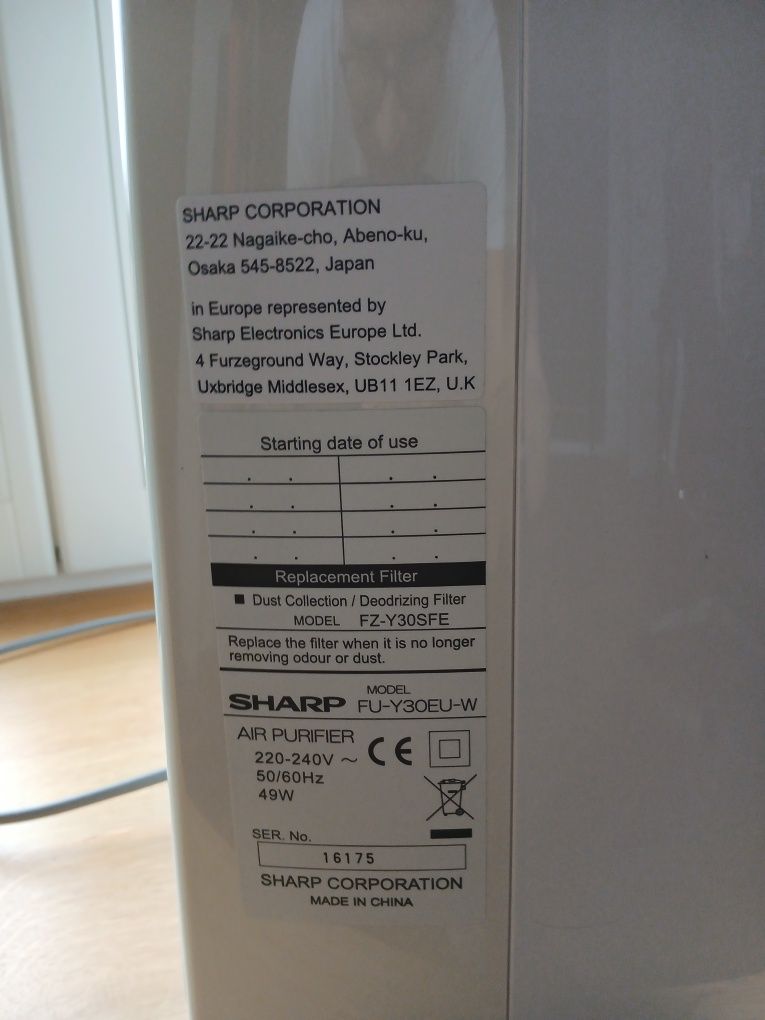 SHARP CORPORATION
22-22 Nagaike-cho, Abeno-ku,
Osaka 545-8522, Japan
in Europe represented by
Sharp Electronics Europe Ltd.
4 Furzeground Way, Stockley Park,
Uxbridge Middlesex, UB11 1EZ, U.K
Starting date of use
Replacement Filter
■ Dust Collection / Deodrizing Filter
MODEL FZ-Y30SFE
Replace the filter when it is no longer
removing odour or dust.
MODEL
SHARP FU-Y30EU-W
AIR PURIFIER
220-240V ~ CE
50/60Hz
49W
SER. No.
16175
SHARP CORPORATION
MADE IN CHINA